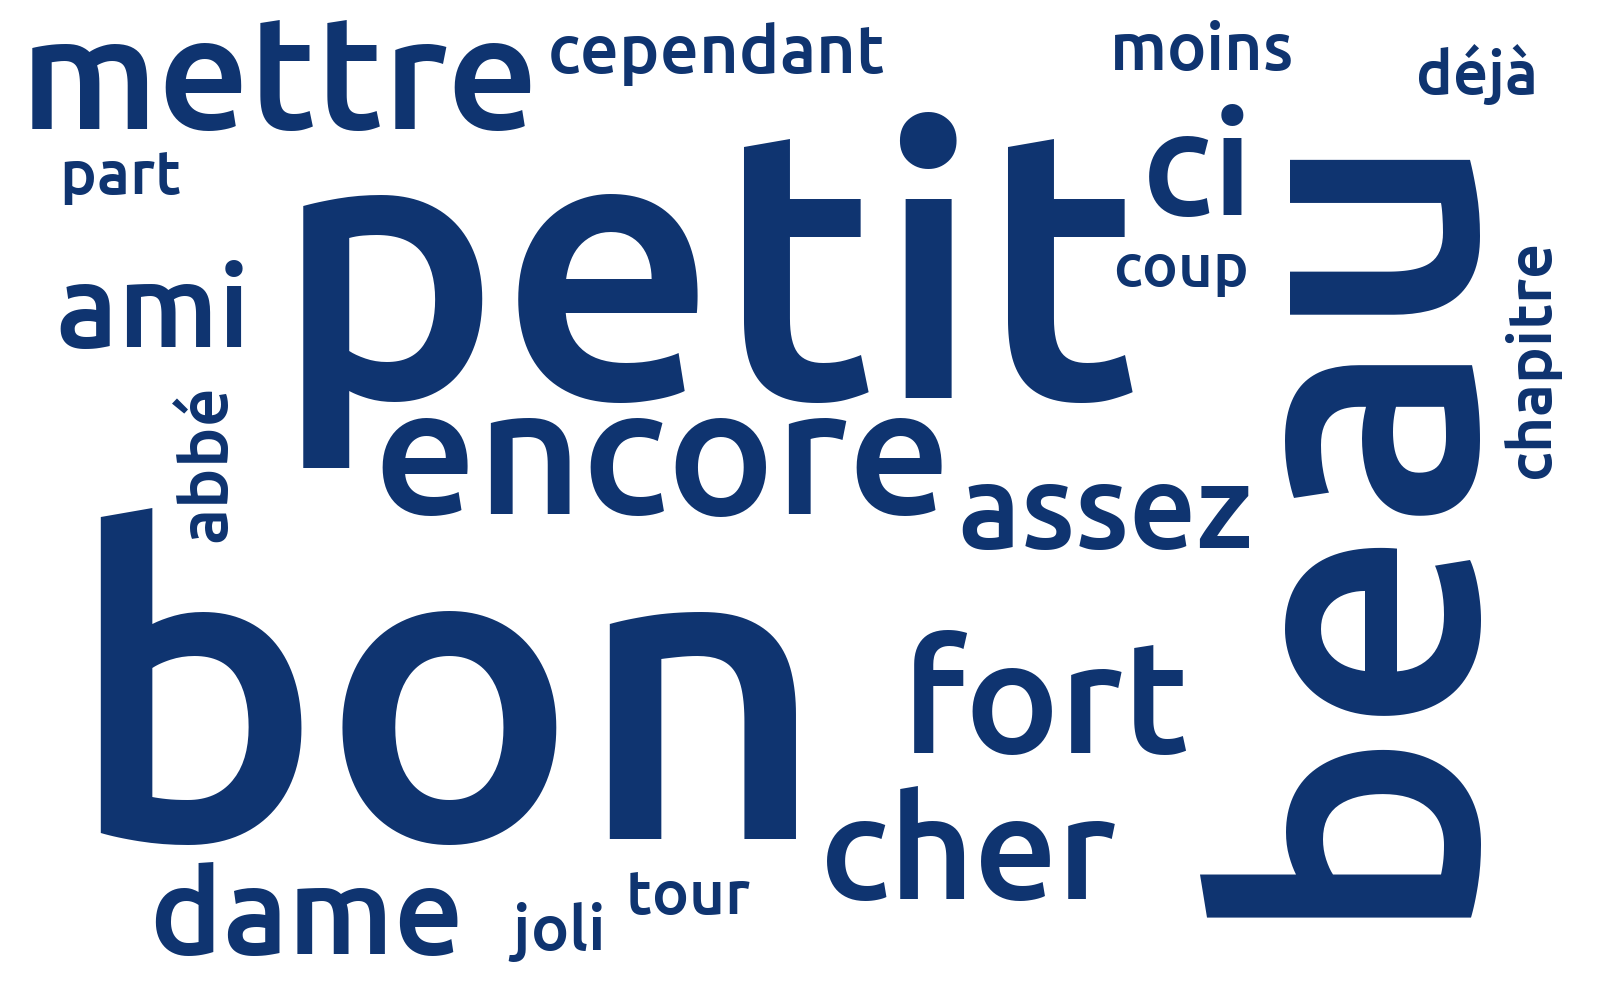 mettre
cependant
moins
déjà
part
petit
ci
beau
coup
ami
chapitre
abbé
encore
assez
bon
fort
cher
dame
joli
tour